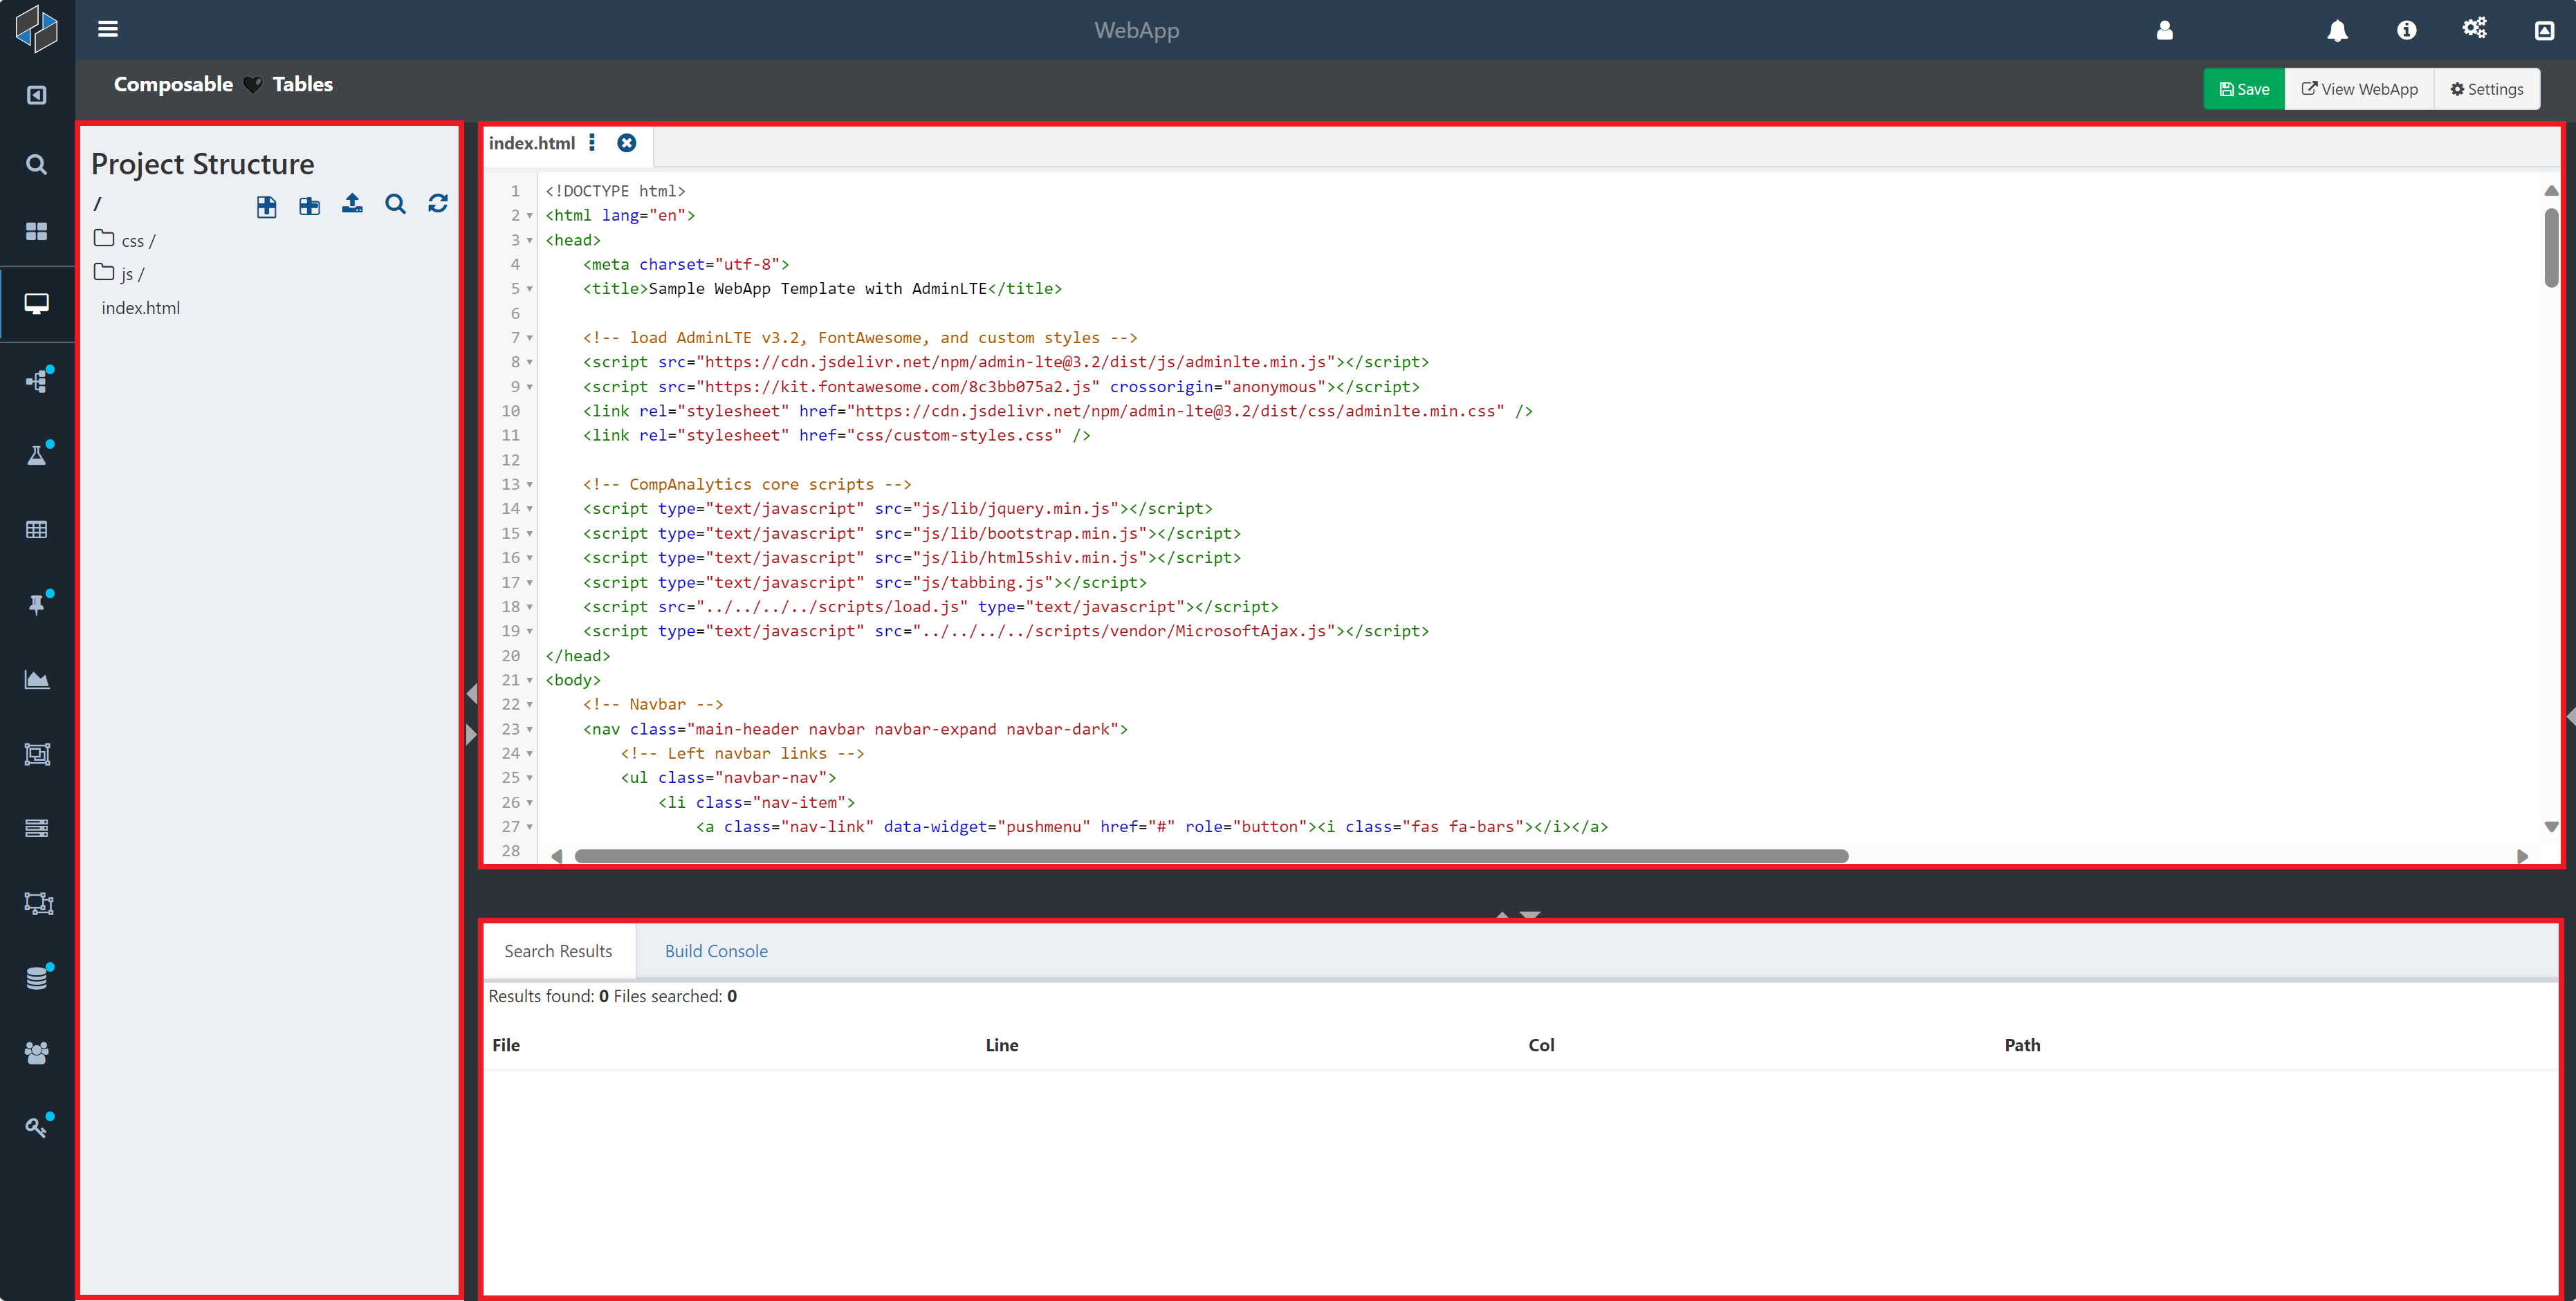 WebApp
Composable 🖤 Tables
Save View WebApp Settings
Project Structure
/
css /
js /
index.html
index.html
1 <!DOCTYPE html>
2 <html lang="en">
3 <head>
4     <meta charset="utf-8">
5     <title>Sample WebApp Template with AdminLTE</title>
6
7     <!-- load AdminLTE v3.2, FontAwesome, and custom styles -->
8     <script src="https://cdn.jsdelivr.net/npm/admin-lte@3.2/dist/js/adminlte.min.js"></script>
9     <script src="https://kit.fontawesome.com/8c3bb075a2.js" crossorigin="anonymous"></script>
10     <link rel="stylesheet" href="https://cdn.jsdelivr.net/npm/admin-lte@3.2/dist/css/adminlte.min.css" />
11     <link rel="stylesheet" href="css/custom-styles.css" />
12
13     <!-- CompAnalytics core scripts -->
14     <script type="text/javascript" src="js/lib/jquery.min.js"></script>
15     <script type="text/javascript" src="js/lib/bootstrap.min.js"></script>
16     <script type="text/javascript" src="js/lib/html5shiv.min.js"></script>
17     <script type="text/javascript" src="js/tabbing.js"></script>
18     <script src="../../../../scripts/load.js" type="text/javascript"></script>
19     <script type="text/javascript" src="../../../../scripts/vendor/MicrosoftAjax.js"></script>
20 </head>
21 <body>
22     <!-- Navbar -->
23     <nav class="main-header navbar navbar-expand navbar-dark">
24         <!-- Left navbar links -->
25         <ul class="navbar-nav">
26             <li class="nav-item">
27                 <a class="nav-link" data-widget="pushmenu" href="#" role="button"><i class="fas fa-bars"></i></a>
28
Search Results Build Console
Results found: 0 Files searched: 0
File Line Col Path